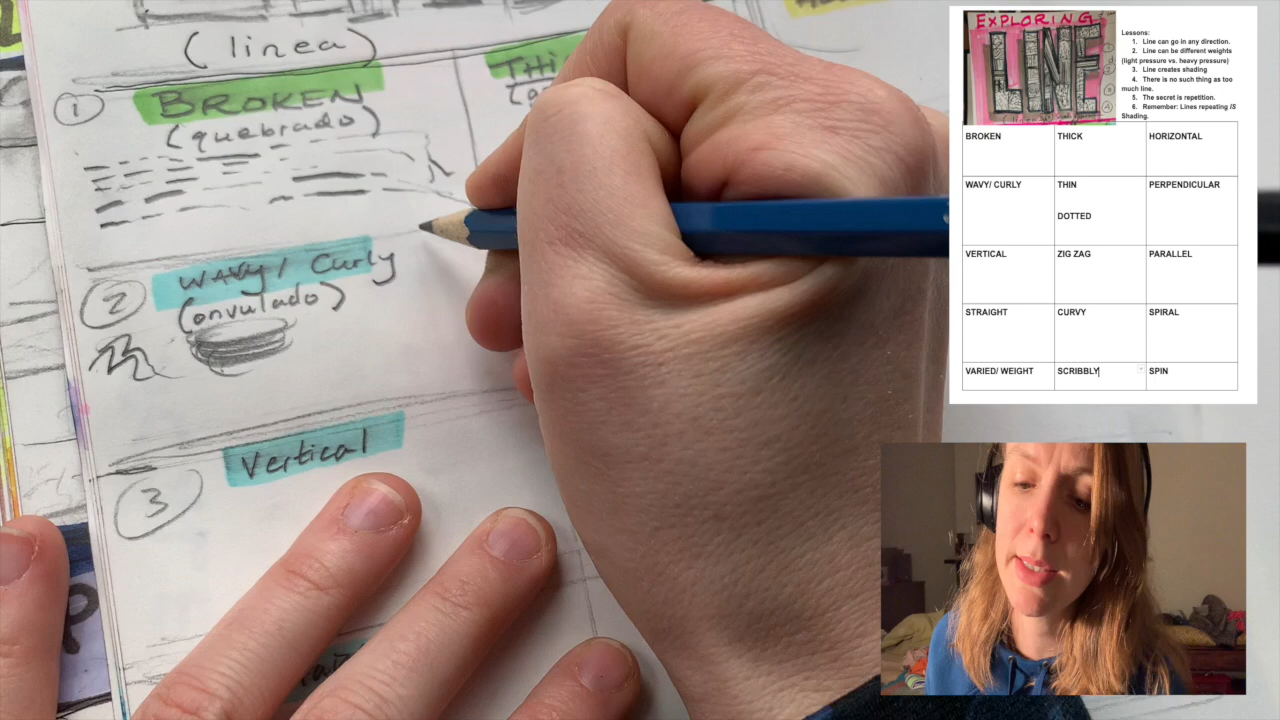 (linea)
1
BROKEN
(quebrado)
2
WAVY/ Curly
(onvulado)
3
Vertical
THI
EXPLORING
LINE
Lessons:
1. Line can go in any direction.
2. Line can be different weights
(light pressure vs. heavy pressure)
3. Line creates shading
4. There is no such thing as too
much line.
5. The secret is repetition.
6. Remember: Lines repeating IS
Shading.
BROKEN THICK HORIZONTAL
WAVY/ CURLY THIN PERPENDICULAR
DOTTED
VERTICAL ZIG ZAG PARALLEL
STRAIGHT CURVY SPIRAL
VARIED/ WEIGHT SCRIBBLY SPIN